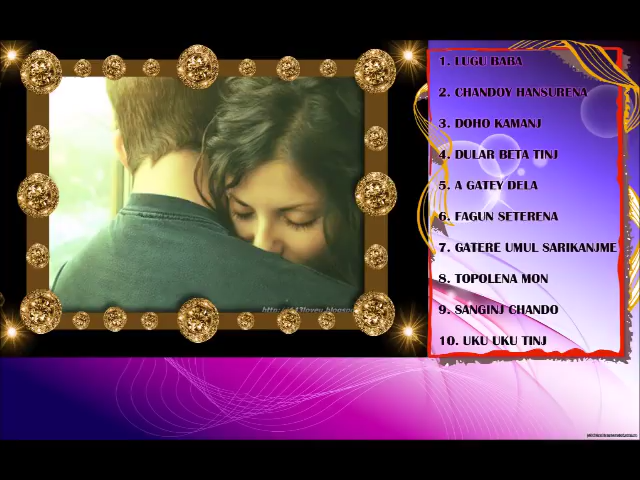 1. LUGU BABA
2. CHANDOY HANSURENA
3. DOHO KAMANJ
4. DULAR BETA TINJ
5. A GATEY DELA
6. FAGUN SETERENA
7. GATERE UMUL SARIKANJME
8. TOPOLENA MON
9. SANGINJ CHANDO
10. UKU UKU TINJ